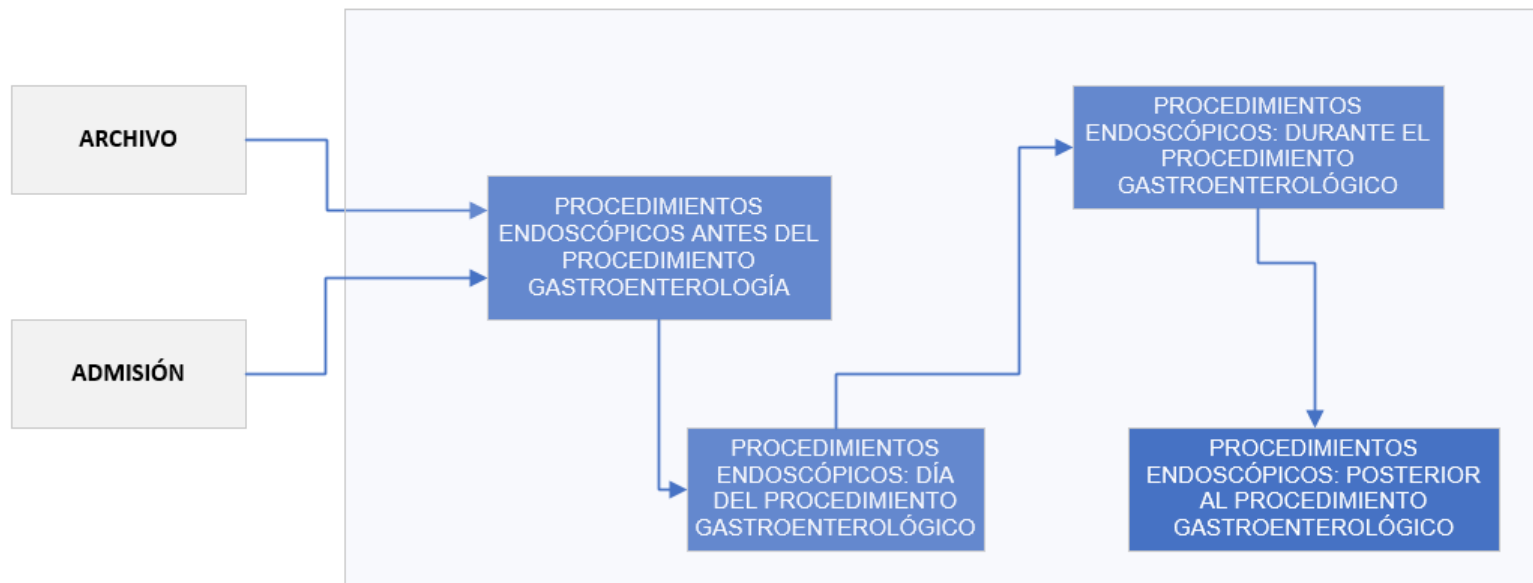 ARCHIVO
ADMISIÓN
PROCEDIMIENTOS
ENDOSCÓPICOS ANTES DEL
PROCEDIMIENTO
GASTROENTEROLOGÍA
PROCEDIMIENTOS
ENDOSCÓPICOS: DÍA
DEL PROCEDIMIENTO
GASTROENTEROLÓGICO
PROCEDIMIENTOS
ENDOSCÓPICOS: DURANTE EL
PROCEDIMIENTO
GASTROENTEROLÓGICO
PROCEDIMIENTOS
ENDOSCÓPICOS: POSTERIOR
AL PROCEDIMIENTO
GASTROENTEROLÓGICO